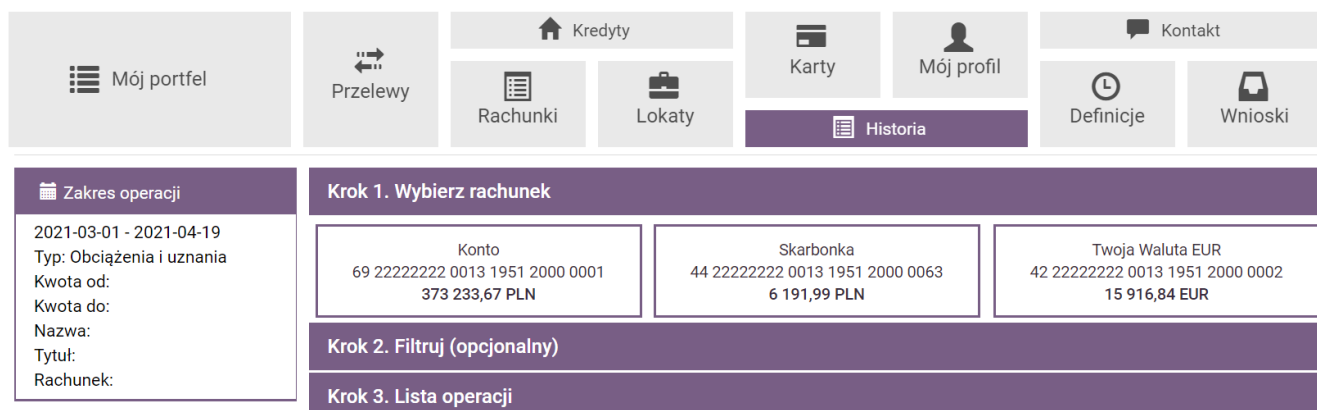 Mój portfel
Przelewy
Kredyty
Rachunki
Lokaty
Karty
Mój profil
Historia
Kontakt
Definicje
Wnioski
Zakres operacji
2021-03-01 - 2021-04-19
Typ: Obciążenia i uznania
Kwota od:
Kwota do:
Nazwa:
Tytuł:
Rachunek:
Krok 1. Wybierz rachunek
Konto
69 22222222 0013 1951 2000 0001
373 233,67 PLN
Skarbonka
44 22222222 0013 1951 2000 0063
6 191,99 PLN
Twoja Waluta EUR
42 22222222 0013 1951 2000 0002
15 916,84 EUR
Krok 2. Filtruj (opcjonalny)
Krok 3. Lista operacji